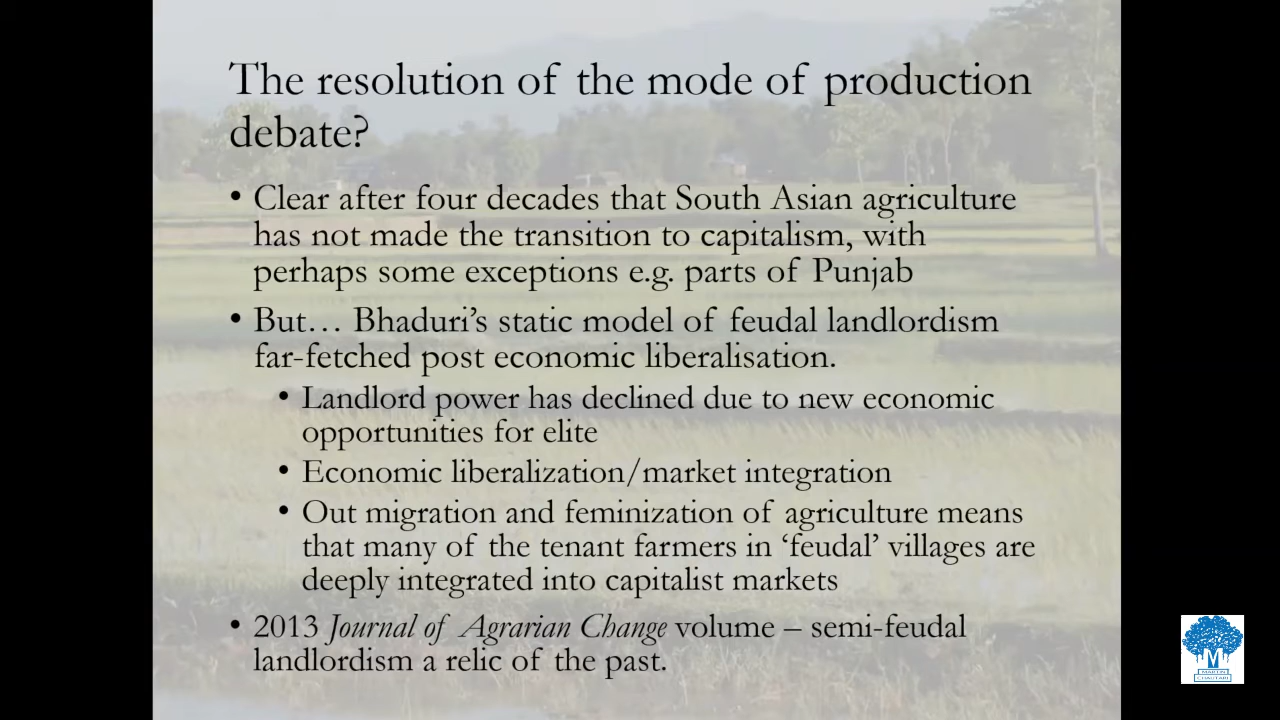 The resolution of the mode of production
debate?
• Clear after four decades that South Asian agriculture
has not made the transition to capitalism, with
perhaps some exceptions e.g. parts of Punjab
• But… Bhaduri’s static model of feudal landlordism
far-fetched post economic liberalisation.
• Landlord power has declined due to new economic
opportunities for elite
• Economic liberalization/market integration
• Out migration and feminization of agriculture means
that many of the tenant farmers in ‘feudal’ villages are
deeply integrated into capitalist markets
• 2013 Journal of Agrarian Change volume – semi-feudal
landlordism a relic of the past.
MARTIN
CHAUTARI